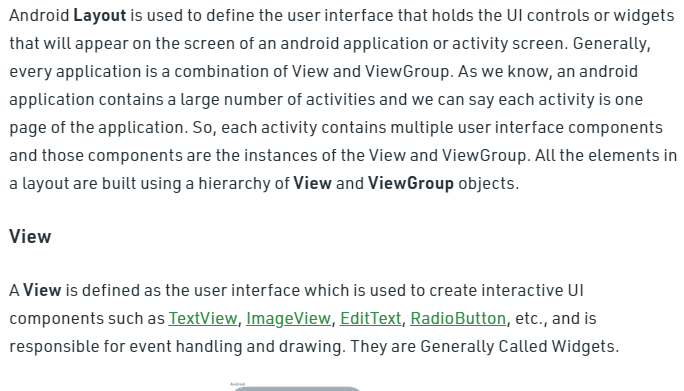 Android Layout is used to define the user interface that holds the UI controls or widgets
that will appear on the screen of an android application or activity screen. Generally,
every application is a combination of View and ViewGroup. As we know, an android
application contains a large number of activities and we can say each activity is one
page of the application. So, each activity contains multiple user interface components
and those components are the instances of the View and ViewGroup. All the elements in
a layout are built using a hierarchy of View and ViewGroup objects.
View
A View is defined as the user interface which is used to create interactive UI
components such as TextView, ImageView, EditText, RadioButton, etc., and is
responsible for event handling and drawing. They are Generally Called Widgets.
Android